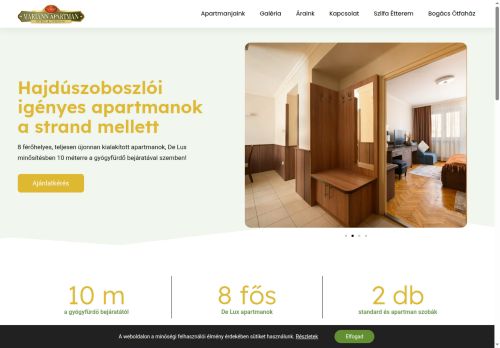 MARIANN APARTMAN
Apartmanjaink Galéria Áraink Kapcsolat Szilfa Étterem Bogács Ótfaház
Hajdúszoboszlói
igényes apartmanok
a strand mellett
8 férőhelyes, teljesen újonnan kialakított apartmanok, De Lux
minősítésben 10 méterre a gyógyfürdő bejáratával szemben!
Ajánlatkérés
10 m
a gyógyfürdő bejáratától
8 fős
De Lux apartmanok
2 db
standard és apartman szobák
A weboldalon a minőségi felhasználói élmény érdekében sütiket használunk. Részletek
Elfogad